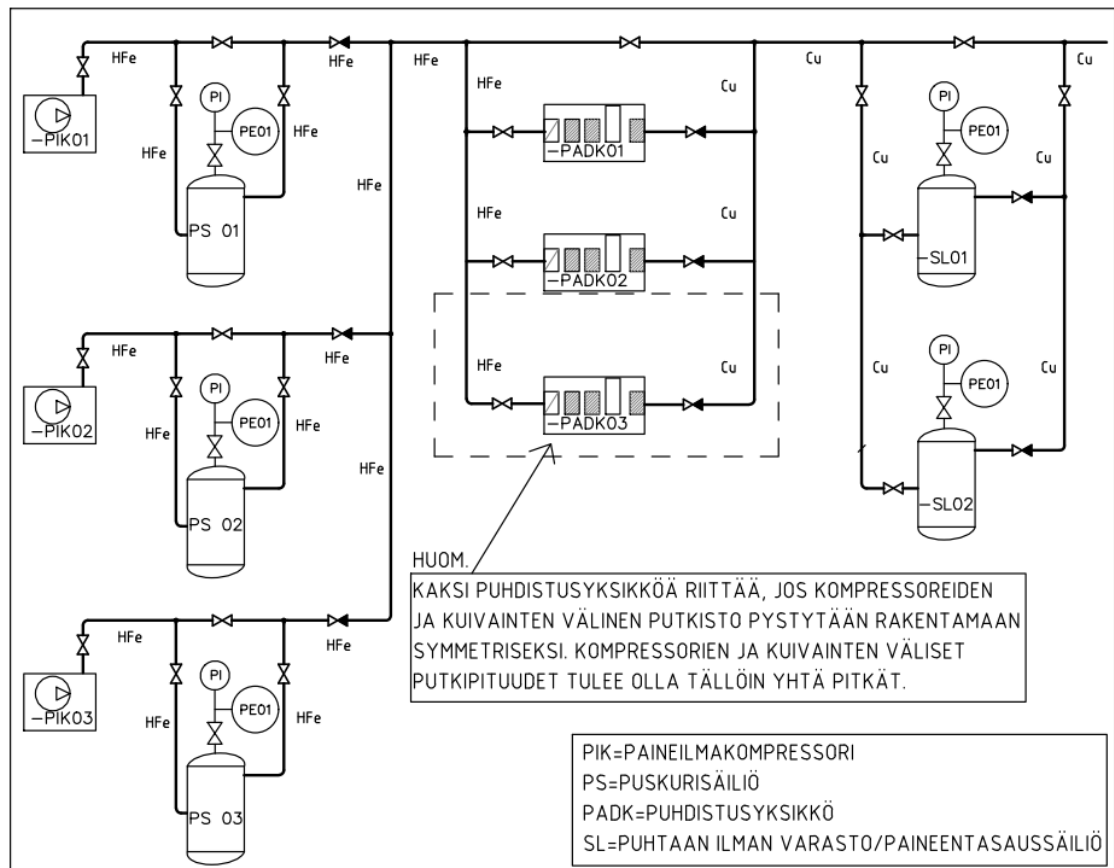 HFe
HFe
HFe
Cu
Cu
-PIK01
PI
PE01
HFe
HFe
PS 01
HFe
HFe
Cu
-PADK01
HFe
Cu
-PADK02
HFe
Cu
-PADK03
PI
PE01
Cu
Cu
-SL01
PI
PE01
Cu
Cu
-SL02
HFe
HFe
-PIK02
PI
PE01
HFe
HFe
PS 02
HFe
HFe
HFe
-PIK03
PI
PE01
HFe
HFe
PS 03
HUOM.
KAKSI PUHDISTUSYKSIKKÖÄ RIITTÄÄ, JOS KOMPRESSOREIDEN
JA KUIVAINTEN VÄLINEN PUTKISTO PYSTYTÄÄN RAKENTAMAAN
SYMMETRISEKSI. KOMPRESSORIEN JA KUIVAINTEN VÄLISET
PUTKIPITUUDET TULEE OLLA TÄLLÖIN YHTÄ PITKÄT.
PIK=PAINEILMAKOMPRESSORI
PS=PUSKURISÄILIÖ
PADK=PUHDISTUSYKSIKKÖ
SL=PUHTAAN ILMAN VARASTO/PAINEENTASAUSSÄILIÖ